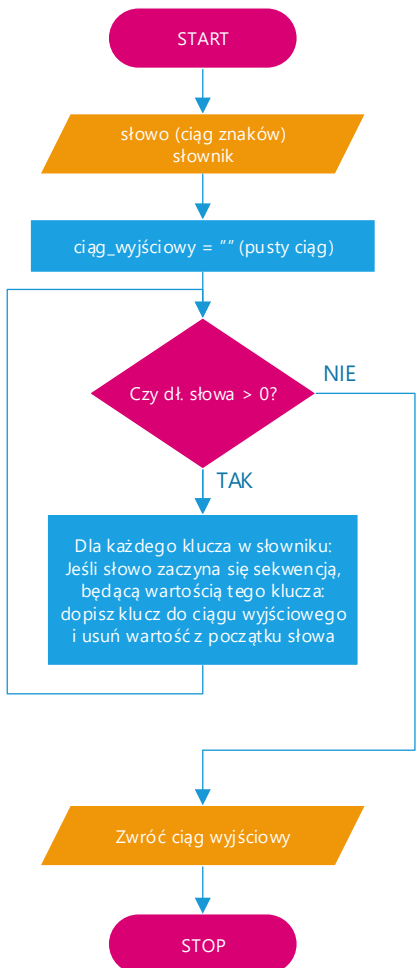 START
słowo (ciąg znaków)
słownik
ciąg_wyjściowy = "" (pusty ciąg)
Czy dł. słowa > 0?
NIE
TAK
Dla każdego klucza w słowniku:
Jeśli słowo zaczyna się sekwencją,
będącą wartością tego klucza:
dopisz klucz do ciągu wyjściowego
i usuń wartość z początku słowa
Zwróć ciąg wyjściowy
STOP